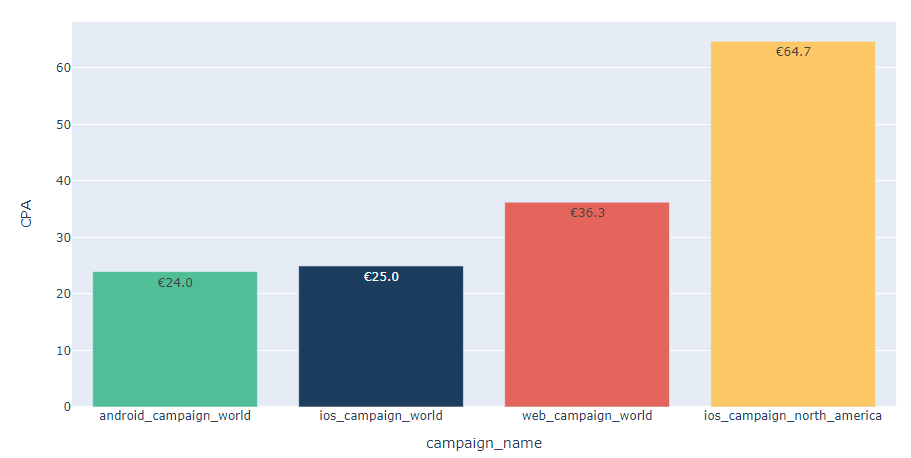 CPA
60
50
40
30
20
10
0
€24.0
€25.0
€36.3
€64.7
android_campaign_world
ios_campaign_world
web_campaign_world
ios_campaign_north_america
campaign_name